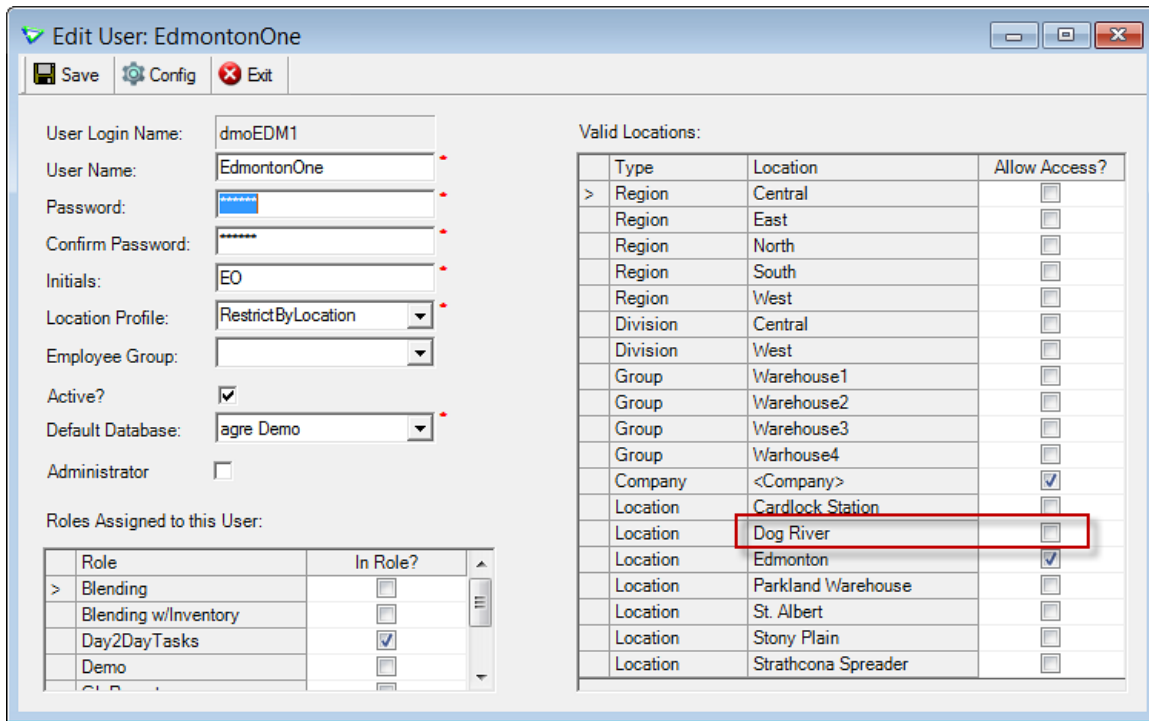 Edit User: EdmontonOne
Save Config Exit
User Login Name: dmoEDM1
User Name: EdmontonOne *
Password: ****** *
Confirm Password: ****** *
Initials: EO *
Location Profile: RestrictByLocation *
Employee Group:
Active?
Default Database: agre Demo *
Administrator
Roles Assigned to this User:
Role In Role?
> Blending
Blending w/Inventory
Day2DayTasks
Demo
Valid Locations:
Type Location Allow Access?
> Region Central
Region East
Region North
Region South
Region West
Division Central
Division West
Group Warehouse1
Group Warehouse2
Group Warehouse3
Group Warhouse4
Company <Company>
Location Cardlock Station
Location Dog River
Location Edmonton
Location Parkland Warehouse
Location St. Albert
Location Stony Plain
Location Strathcona Spreader